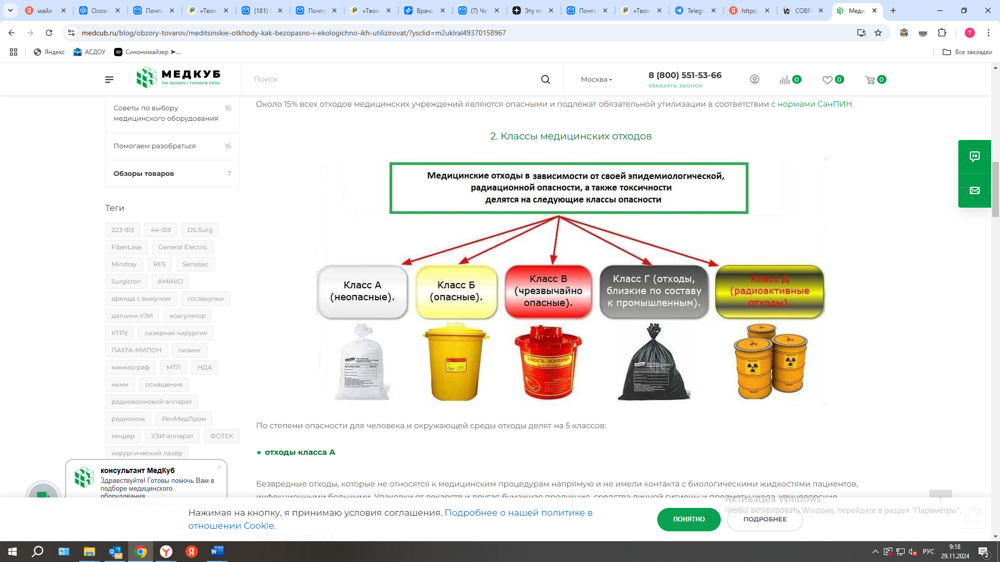 майл
Осозн
Почта
«Твоя
(181) 
Почта
«Твоя
Врачи
(7) Че
Эту пе
Почта
«Твоя
Telegr
https:
СОВР
Меди
medcub.ru/blog/obzory-tovarov/meditsinskie-otkhody-kak-bezopasno-i-ekologichno-ikh-utilizirovat/?ysclid=m2uklral49370158967
T
Яндекс
АСДОУ
Синонимайзер ➤...
Все закладки
МЕДКУБ
ПО ЗАКОНУ | ТОЧНО В СРОК
Поиск
Москва
8 (800) 551-53-66
ЗАКАЗАТЬ ЗВОНОК
0
0
0
Советы по выбору 16
медицинского оборудования
Помогаем разобраться 16
Обзоры товаров 7
Теги
223-ФЗ 44-ФЗ DS.Surg
FiberLase General Electric
Mindray RFS Sensitec
Surgitron АМИКО
аренда с выкупом госзакупки
датчики УЗИ коагулятор
КТРУ лазерная хирургия
ЛАХТА-МИЛОН лизинг
маммограф МТЛ НДА
нкми оснащение
радиоволновой аппарат
радионож РенМедПром
тендер УЗИ-аппарат ФОТЕК
хирургический лазер
Около 15% всех отходов медицинских учреждений являются опасными и подлежат обязательной утилизации в соответствии с нормами СанПИН.
2. Классы медицинских отходов
Медицинские отходы в зависимости от своей эпидемиологической,
радиационной опасности, а также токсичности
делятся на следующие классы опасности
Класс А
(неопасные).
Класс Б
(опасные).
Класс В
(чрезвычайно
опасные).
Класс Г (отходы,
близкие по составу
к промышленным).
Класс Д
(радиоактивные
отходы).
ЕМКОСТЬ-КОНТЕЙНЕР
По степени опасности для человека и окружающей среды отходы делят на 5 классов:
отходы класса А
Безвредные отходы, которые не относятся к медицинским процедурам напрямую и не имели контакта с биологическими жидкостями пациентов,
инфекционными больными. Упаковки от лекарств и другая бумажная продукция, средства личной гигиены и предметы ухода, канцелярские
отходы класса Б
консультант МедКуб
Здравствуйте! Готовы помочь Вам в
подборе медицинского
оборудования
Нажимая на кнопку, я принимаю условия соглашения. Подробнее о нашей политике в
отношении Cookie.
ПОНЯТНО
ПОДРОБНЕЕ
Активация Windows
Чтобы активировать Windows, перейдите в раздел "Параметры".
РУС
9:18
29.11.2024
2